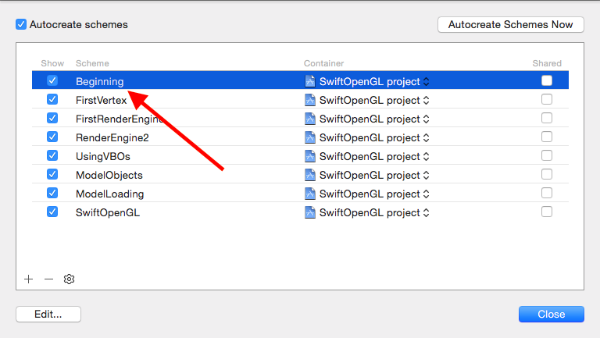 Autocreate schemes Autocreate Schemes Now
Show Scheme Container Shared
Beginning SwiftOpenGL project
FirstVertex SwiftOpenGL project
FirstRenderEngine SwiftOpenGL project
RenderEngine2 SwiftOpenGL project
UsingVBOs SwiftOpenGL project
ModelObjects SwiftOpenGL project
ModelLoading SwiftOpenGL project
SwiftOpenGL SwiftOpenGL project
Edit... Close